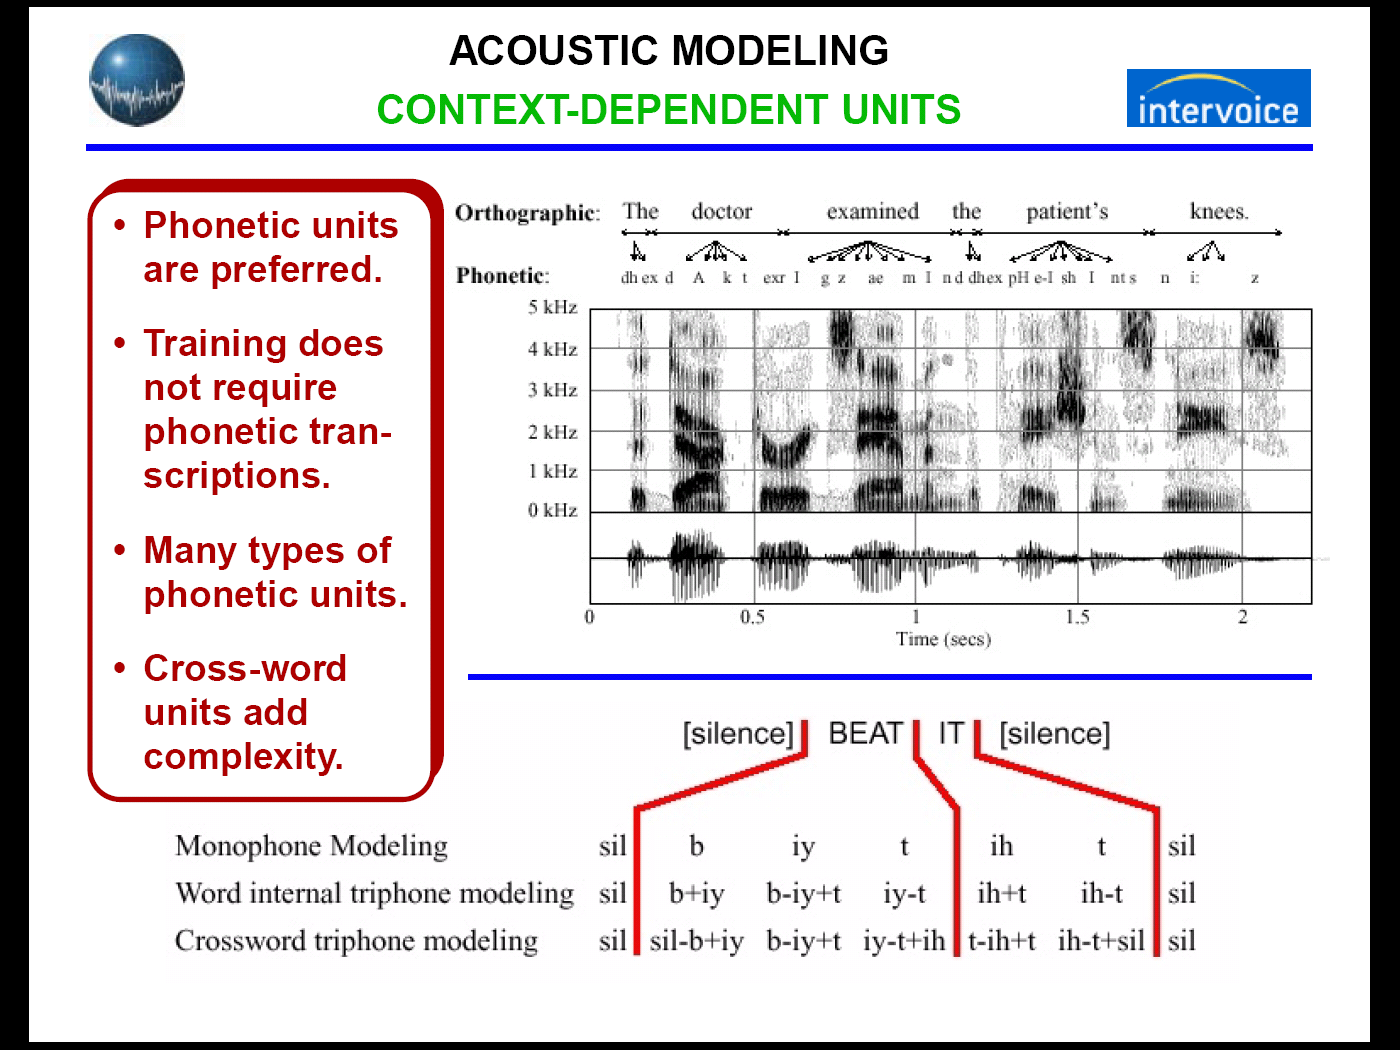 ACOUSTIC MODELING
CONTEXT-DEPENDENT UNITS
intervoice
• Phonetic units
are preferred.
• Training does
not require
phonetic tran-
scriptions.
• Many types of
phonetic units.
• Cross-word
units add
complexity.
Orthographic: The doctor examined the patient's knees.
Phonetic: dh ex d A k t exr I g z ae m I n d dh ex pH e-I sh I n t s n i: z
5 kHz
4 kHz
3 kHz
2 kHz
1 kHz
0 kHz
0 0.5 1 1.5 2
Time (secs)
[silence] BEAT IT [silence]
Monophone Modeling sil b iy t ih t sil
Word internal triphone modeling sil b+iy b-iy+t iy-t ih+t ih-t sil
Crossword triphone modeling sil sil-b+iy b-iy+t iy-t+ih t-ih+t ih-t+sil sil